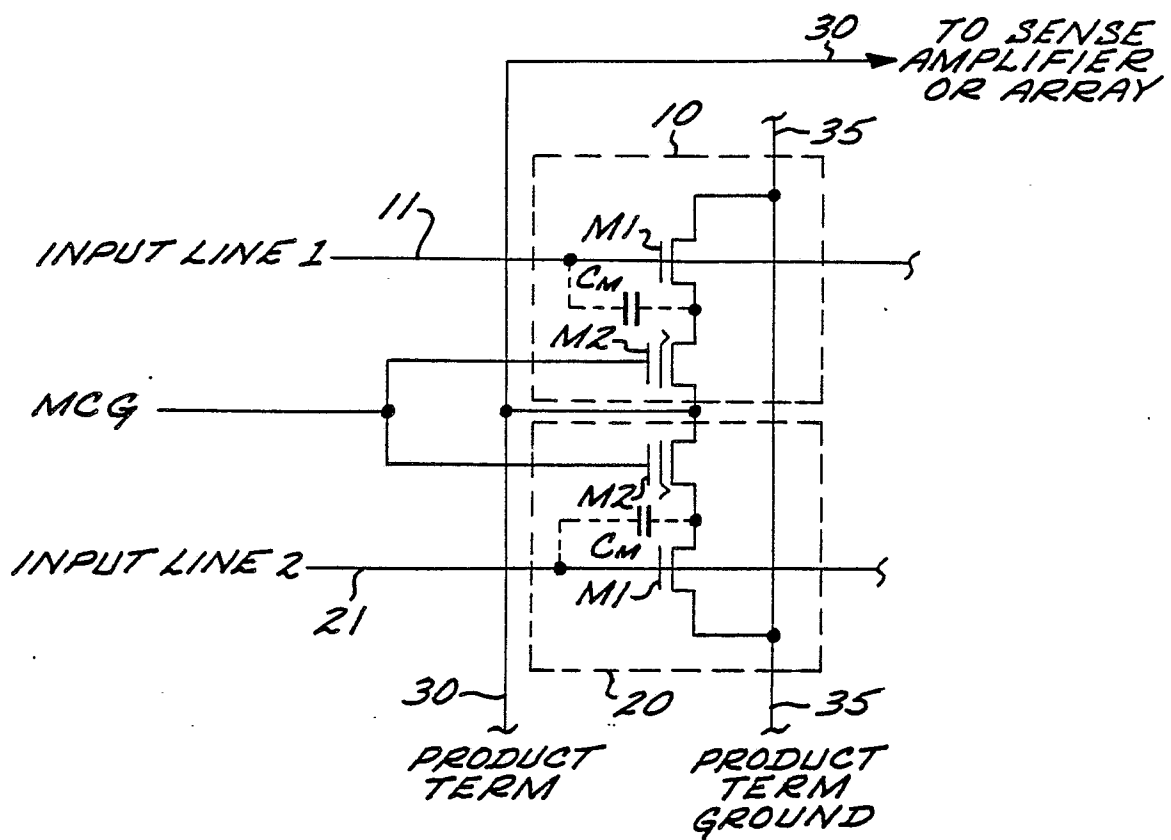 30 TO SENSE
AMPLIFIER
OR ARRAY
10
35
11
M1
INPUT LINE 1
CM
M2
MCG
M2
CM
INPUT LINE 2
M1
21
30
20
35
PRODUCT
TERM
PRODUCT
TERM
GROUND